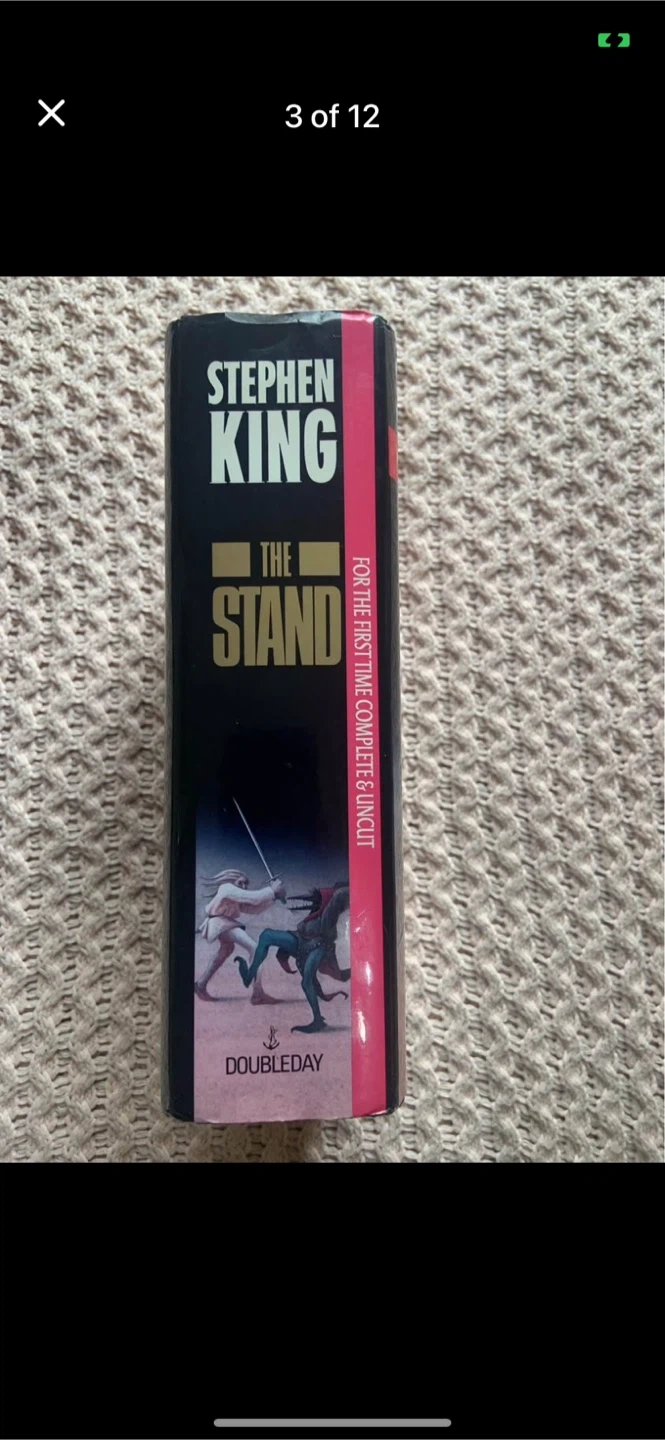 3 of 12
STEPHEN
KING
THE
STAND
FOR THE FIRST TIME COMPLETE & UNCUT
DOUBLEDAY